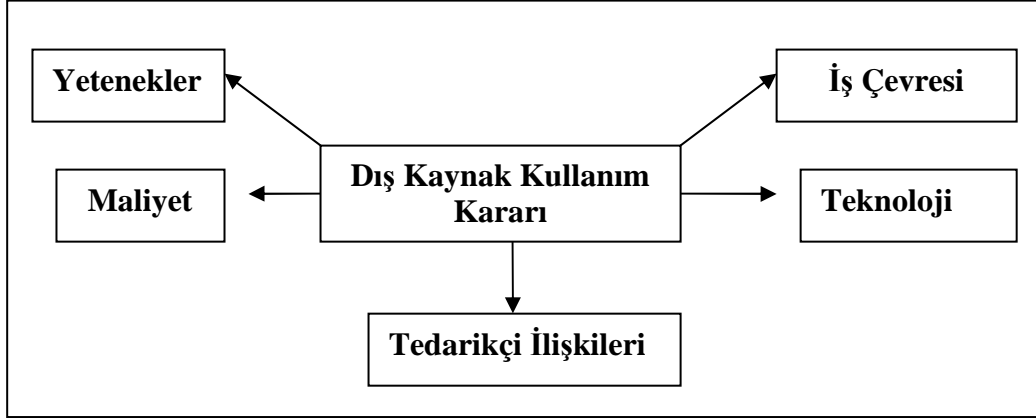 Yetenekler
İş Çevresi
Dış Kaynak Kullanım
Kararı
Maliyet
Teknoloji
Tedarikçi İlişkileri